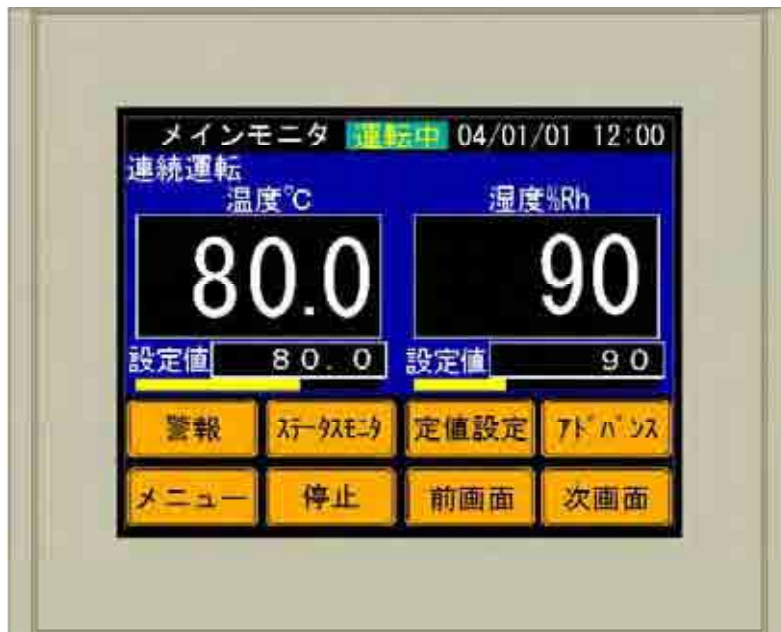 メインモニタ 運転中 04/01/01 12:00
連続運転
温度℃ 湿度%Rh
80.0 90
設定値 80.0 設定値 90
警報 ｽﾃｰﾀｽﾓﾆﾀ 定値設定 ｱﾄﾞﾊﾞﾝｽ
メニュー 停止 前画面 次画面